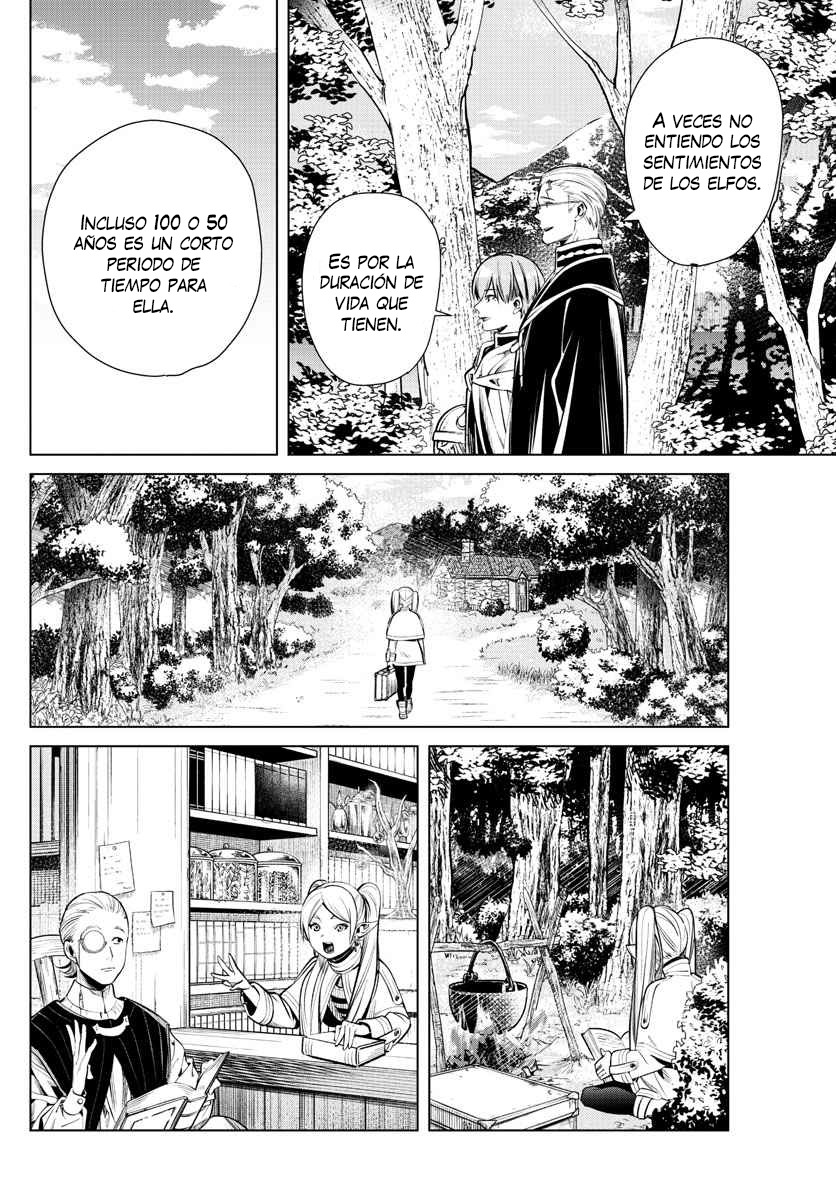 A VECES NO
ENTIENDO LOS
SENTIMIENTOS
DE LOS ELFOS.
ES POR LA
DURACIÓN DE
VIDA QUE
TIENEN.
INCLUSO 100 O 50
AÑOS ES UN CORTO
PERIODO DE
TIEMPO PARA
ELLA.